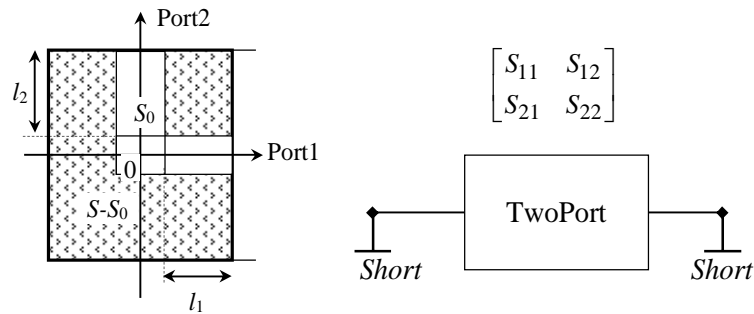 Port2
l₂
S₀
Port1
0
S-S₀
l₁
S₁₁ S₁₂
S₂₁ S₂₂
TwoPort
Short
Short